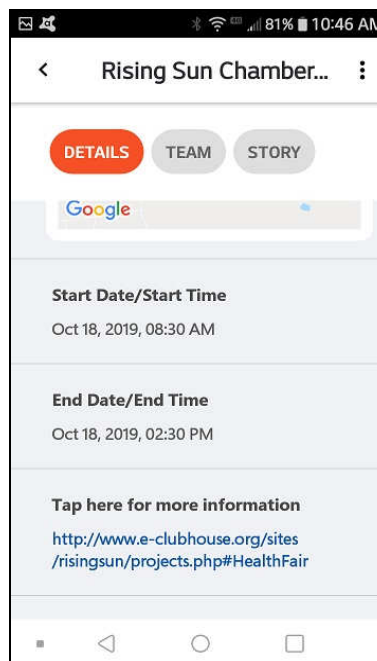 81% 10:46 AM
Rising Sun Chamber...
DETAILS TEAM STORY
Google
Start Date/Start Time
Oct 18, 2019, 08:30 AM
End Date/End Time
Oct 18, 2019, 02:30 PM
Tap here for more information
http://www.e-clubhouse.org/sites
/risingsun/projects.php#HealthFair